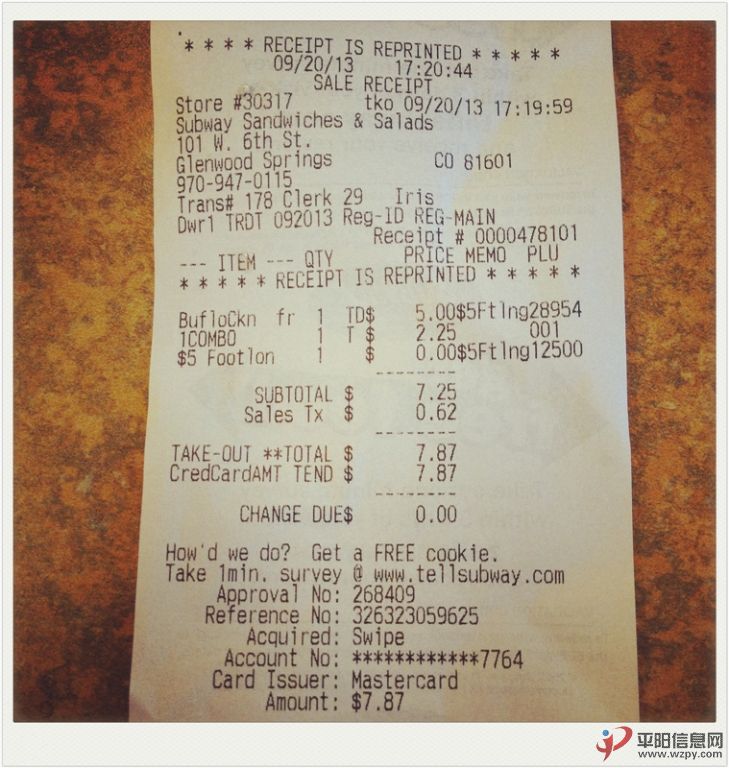 * * * * RECEIPT IS REPRINTED * * * * *
09/20/13 17:20:44
SALE RECEIPT
Store #30317 tko 09/20/13 17:19:59
Subway Sandwiches & Salads
101 W. 6th St.
Glenwood Springs CO 81601
970-947-0115
Trans# 178 Clerk 29 Iris
Dwr1 TRDT 092013 Reg-ID REG-MAIN
Receipt # 0000478101
--- ITEM --- QTY PRICE MEMO PLU
* * * * * RECEIPT IS REPRINTED * * * * *
BufloCkn fr 1 TD$ 5.00$5Ftlng28954
1COMBO 1 T $ 2.25 001
$5 Footlon 1 $ 0.00$5Ftlng12500
--------
SUBTOTAL $ 7.25
Sales Tx $ 0.62
--------
TAKE-OUT **TOTAL $ 7.87
CredCardAMT TEND $ 7.87
--------
CHANGE DUE$ 0.00
How'd we do? Get a FREE cookie.
Take 1min. survey @ www.tellsubway.com
Approval No: 268409
Reference No: 326323059625
Acquired: Swipe
Account No: ************7764
Card Issuer: Mastercard
Amount: $7.87
平阳信息网
www.wzpy.com